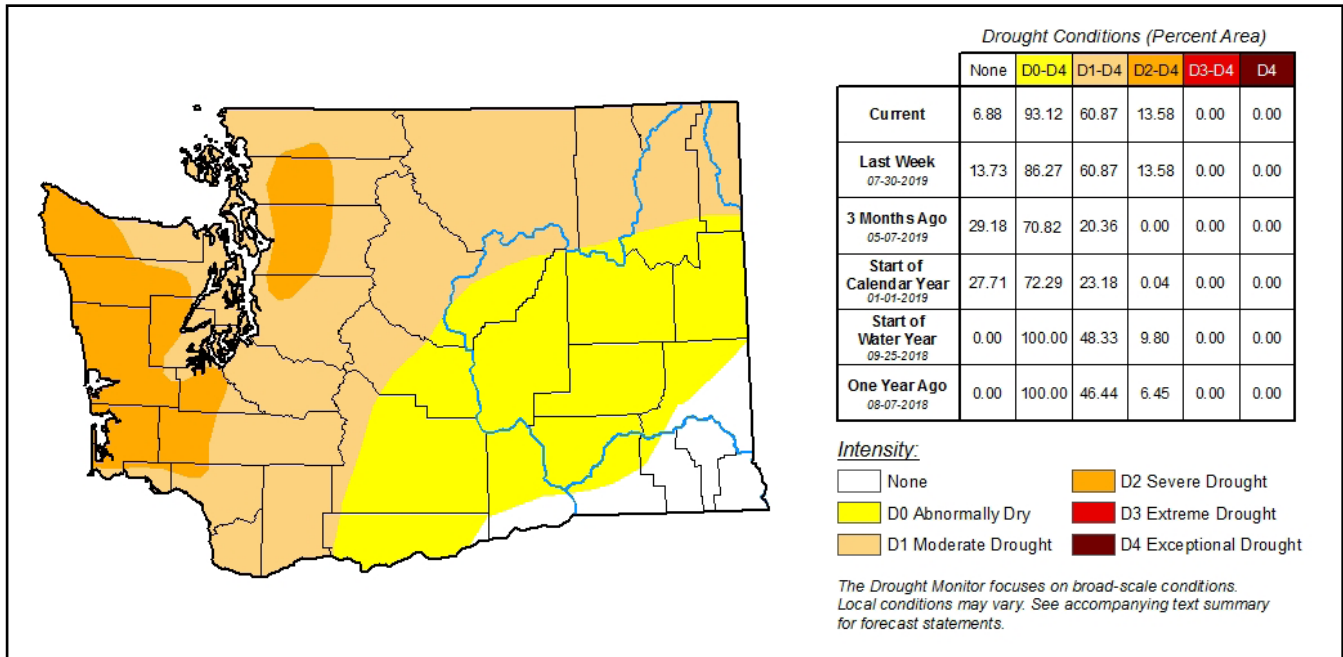 Drought Conditions (Percent Area)
None D0-D4 D1-D4 D2-D4 D3-D4 D4
Current 6.88 93.12 60.87 13.58 0.00 0.00
Last Week
07-30-2019 13.73 86.27 60.87 13.58 0.00 0.00
3 Months Ago
05-07-2019 29.18 70.82 20.36 0.00 0.00 0.00
Start of
Calendar Year
01-01-2019 27.71 72.29 23.18 0.04 0.00 0.00
Start of
Water Year
09-25-2018 0.00 100.00 48.33 9.80 0.00 0.00
One Year Ago
08-07-2018 0.00 100.00 46.44 6.45 0.00 0.00
Intensity:
None
D0 Abnormally Dry
D1 Moderate Drought
D2 Severe Drought
D3 Extreme Drought
D4 Exceptional Drought
The Drought Monitor focuses on broad-scale conditions.
Local conditions may vary. See accompanying text summary
for forecast statements.